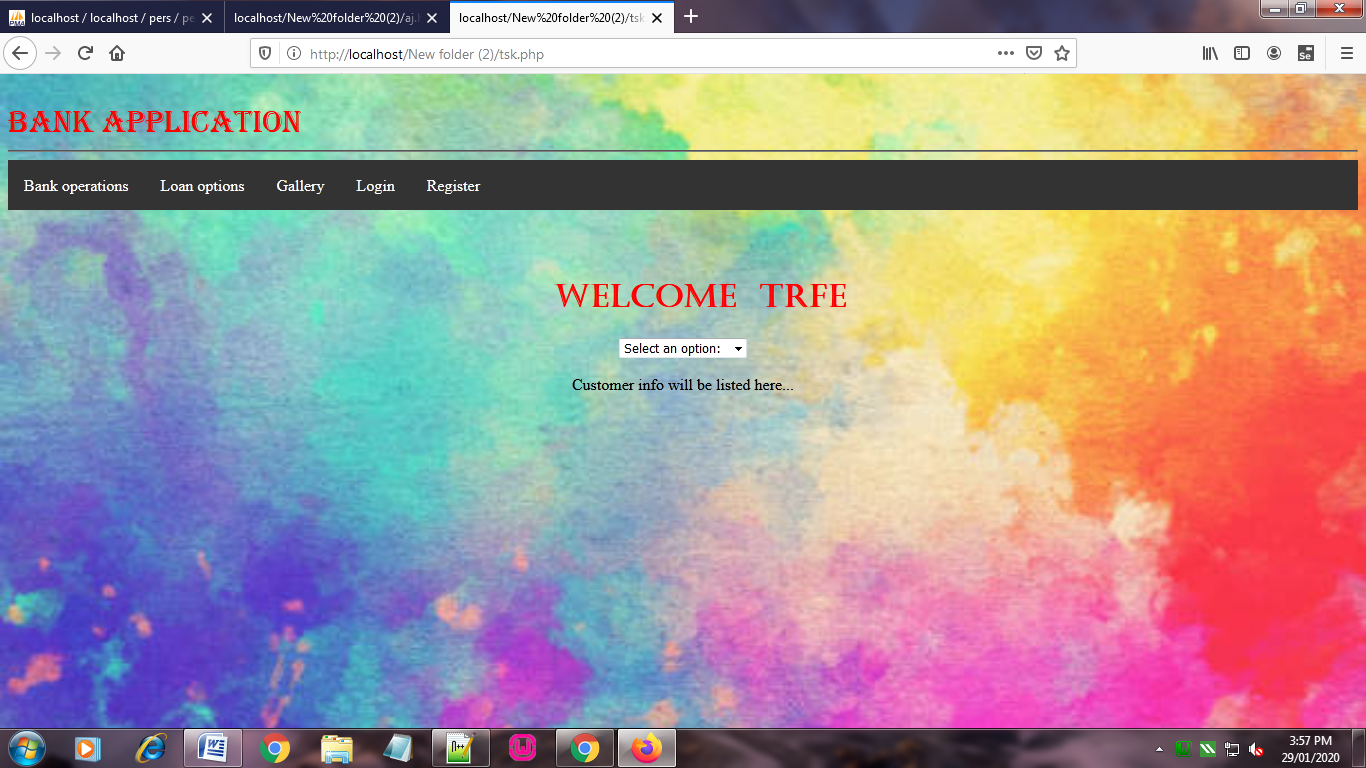 localhost / localhost / pers / pe
localhost/New%20folder%20(2)/aj.
localhost/New%20folder%20(2)/tsk
http://localhost/New folder (2)/tsk.php
BANK APPLICATION
Bank operations Loan options Gallery Login Register
WELCOME TRFE
Select an option:
Customer info will be listed here...
3:57 PM
29/01/2020